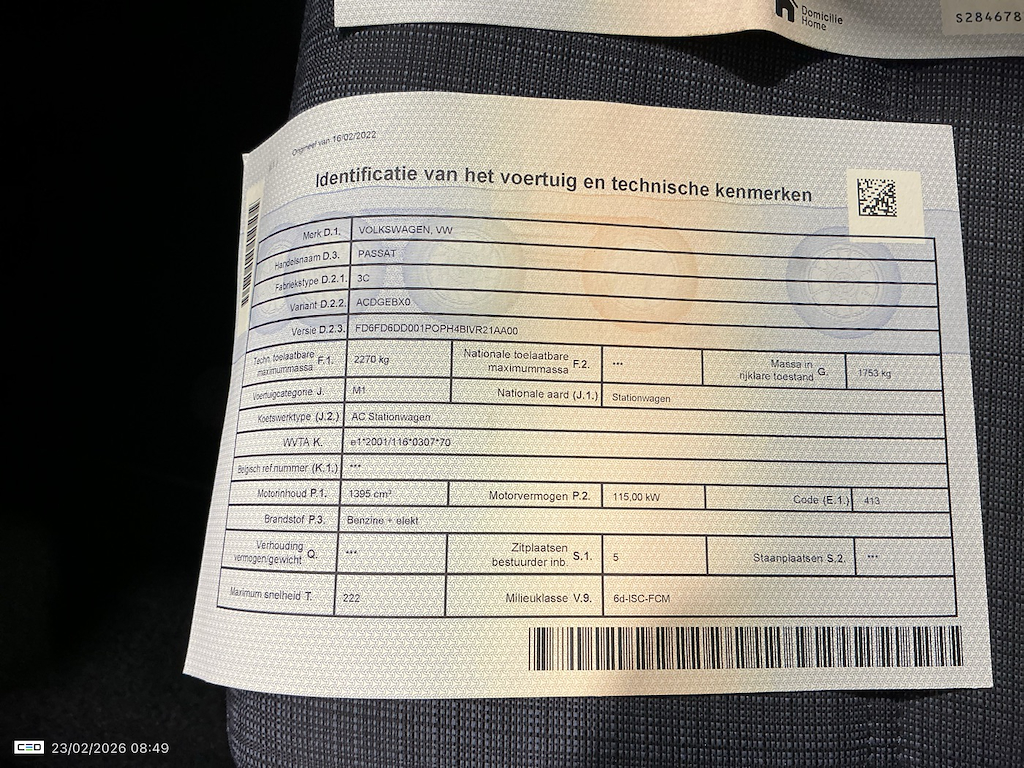 Domicilie
Home
S284678
Origineel van 16/02/2022
Identificatie van het voertuig en technische kenmerken
Merk D.1. VOLKSWAGEN, VW
Handelsnaam D.3. PASSAT
Fabriekstype D.2.1. 3C
Variant D.2.2. ACDGEBX0
Versie D.2.3. FD6FD6DD001POPH4BIVR21AA00
Techn. toelaatbare maximummassa F.1. 2270 kg Nationale toelaatbare maximummassa F.2. *** Massa in rijklare toestand G. 1753 kg
Voertuigcategorie J. M1 Nationale aard (J.1.) Stationwagen
Koetswerktype (J.2.) AC Stationwagen
WVTA K. e1*2001/116*0307*70
Belgisch ref.nummer (K.1.) ***
Motorinhoud P.1. 1395 cm³ Motorvermogen P.2. 115,00 kW Code (E.1.) 413
Brandstof P.3. Benzine + elekt
Verhouding vermogen/gewicht Q. *** Zitplaatsen bestuurder inb. S.1. 5 Staanplaatsen S.2. ***
Maximum snelheid T. 222 Milieuklasse V.9. 6d-ISC-FCM
CEO 23/02/2026 08:49